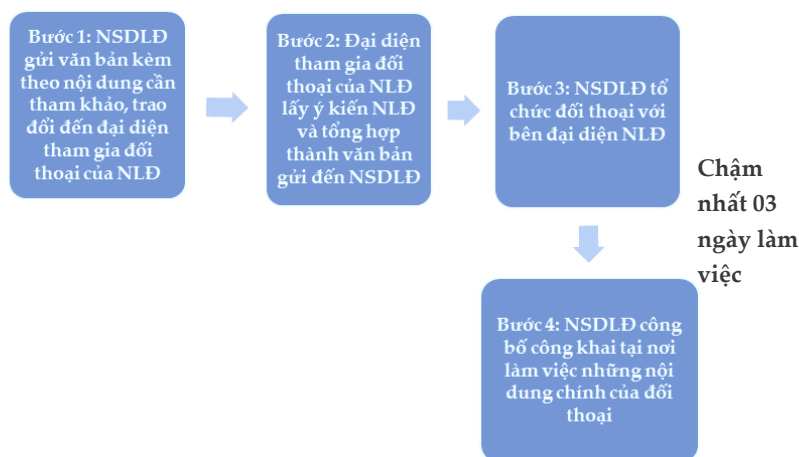 Bước 1: NSDLĐ
gửi văn bản kèm
theo nội dung cần
tham khảo, trao
đổi đến đại diện
tham gia đối
thoại của NLĐ
Bước 2: Đại diện
tham gia đối
thoại của NLĐ
lấy ý kiến NLĐ
và tổng hợp
thành văn bản
gửi đến NSDLĐ
Bước 3: NSDLĐ tổ
chức đối thoại với
bên đại diện NLĐ
Chậm
nhất 03
ngày làm
việc
Bước 4: NSDLĐ công
bố công khai tại nơi
làm việc những nội
dung chính của đối
thoại